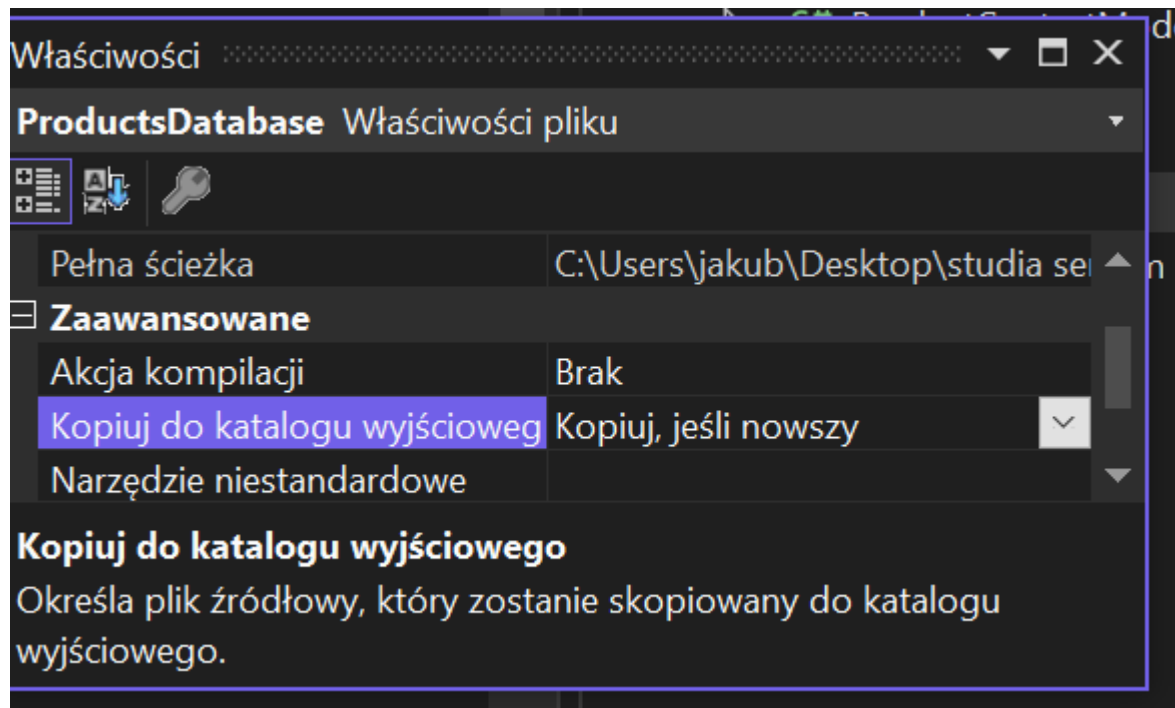 Właściwości
ProductsDatabase Właściwości pliku
Pełna ścieżka C:\Users\jakub\Desktop\studia se
Zaawansowane
Akcja kompilacji Brak
Kopiuj do katalogu wyjścioweg Kopiuj, jeśli nowszy
Narzędzie niestandardowe
Kopiuj do katalogu wyjściowego
Określa plik źródłowy, który zostanie skopiowany do katalogu
wyjściowego.